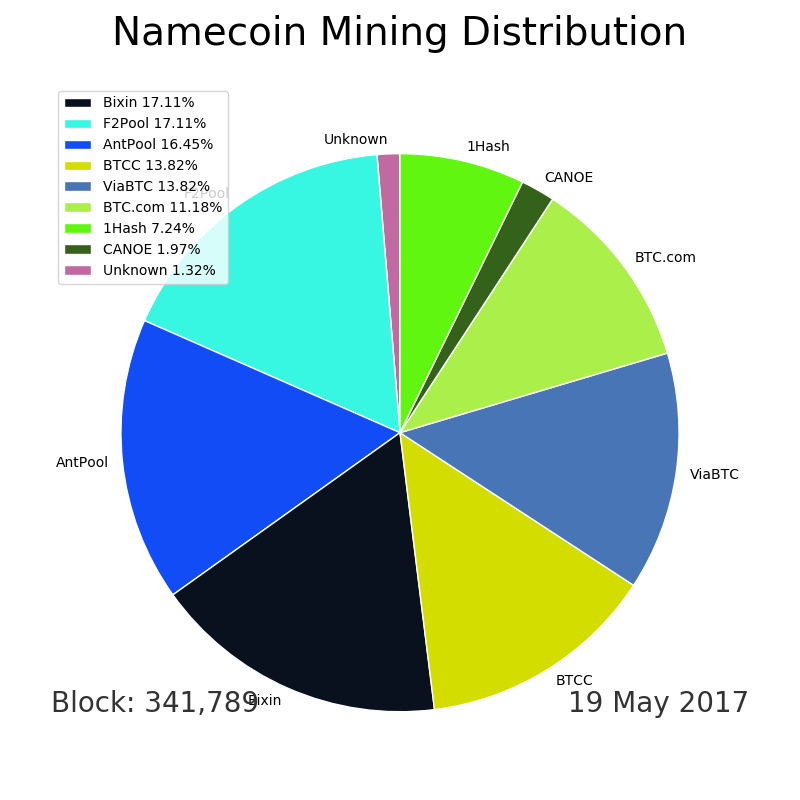 Namecoin Mining Distribution
Bixin 17.11%
F2Pool 17.11%
AntPool 16.45%
BTCC 13.82%
ViaBTC 13.82%
BTC.com 11.18%
1Hash 7.24%
CANOE 1.97%
Unknown 1.32%
Unknown
1Hash
CANOE
F2Pool
BTC.com
AntPool
ViaBTC
BTCC
Bixin
Block: 341,789
19 May 2017